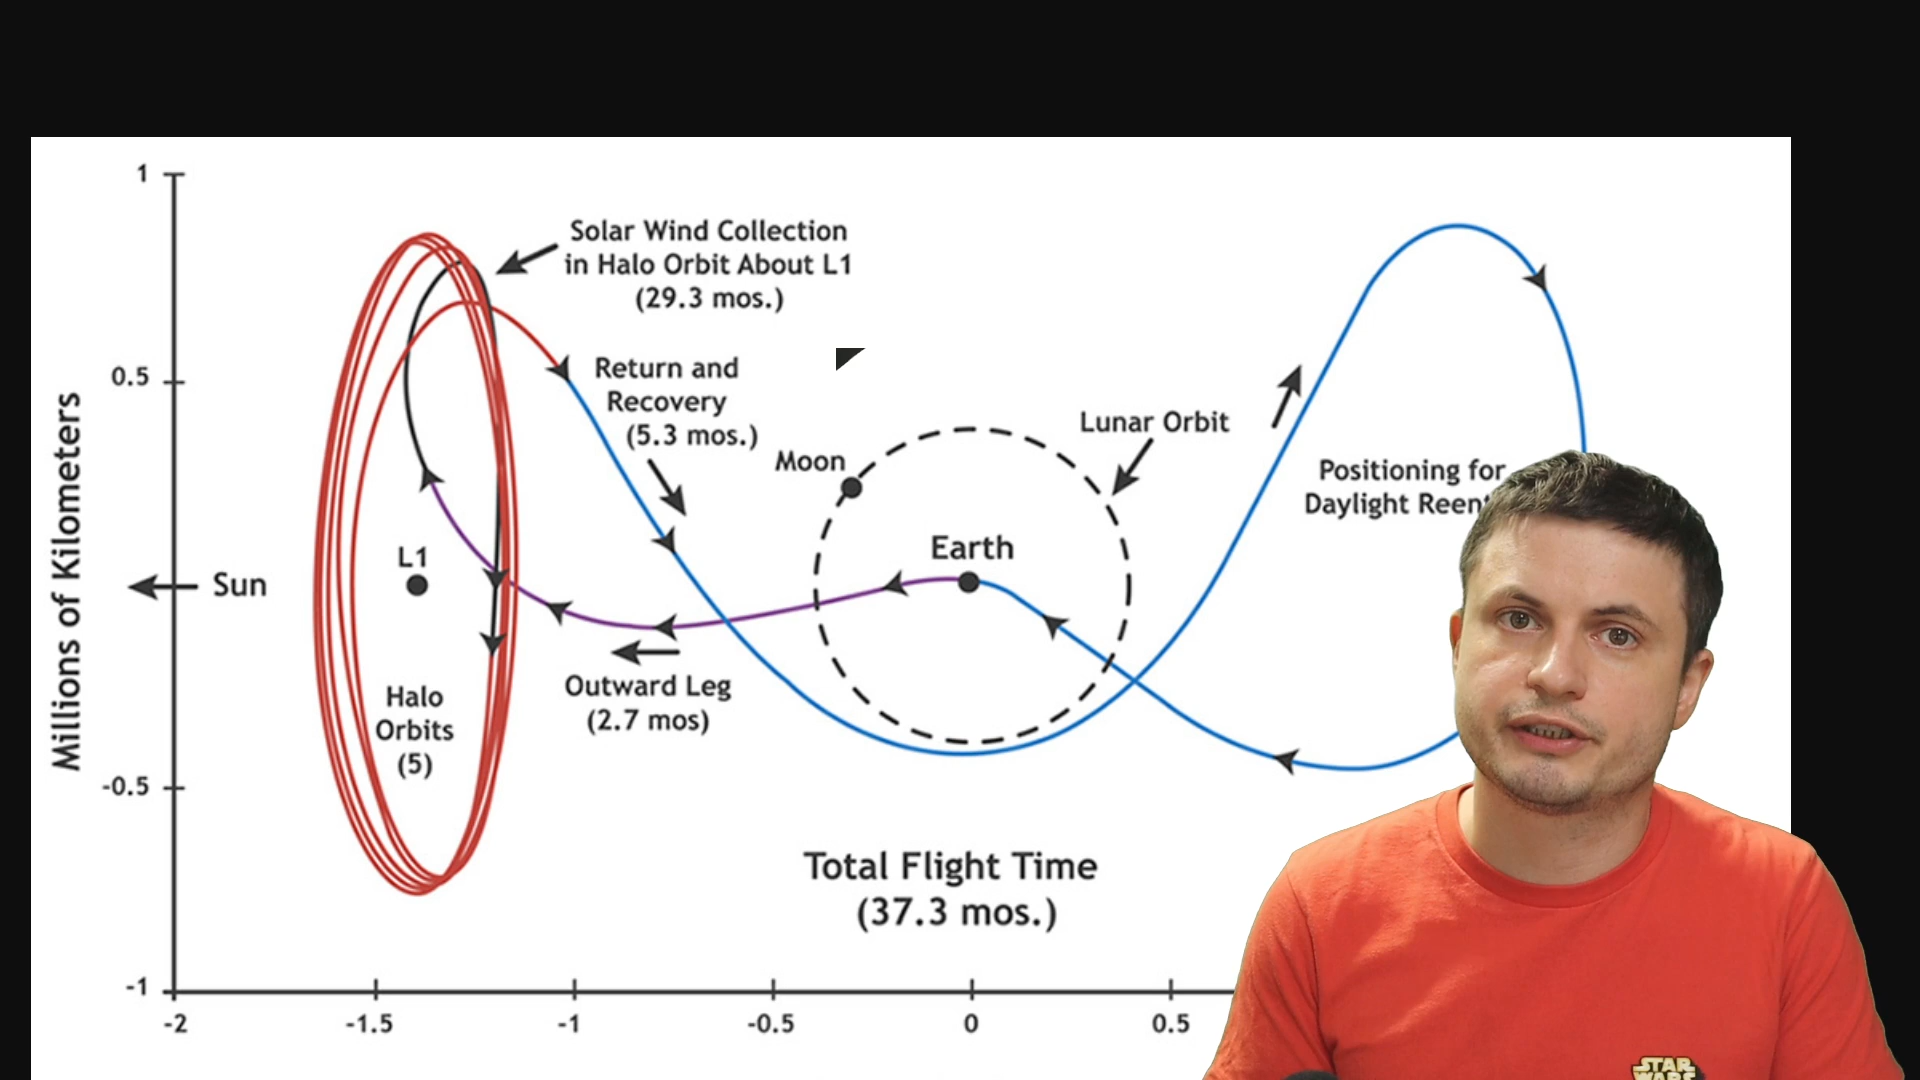 1
Solar Wind Collection
in Halo Orbit About L1
(29.3 mos.)
Return and
Recovery
(5.3 mos.)
0.5
Lunar Orbit
Moon
Positioning for
Daylight Reen
Millions of Kilometers
Earth
L1
Sun
Outward Leg
(2.7 mos)
Halo
Orbits
(5)
-0.5
Total Flight Time
(37.3 mos.)
-1
-2 -1.5 -1 -0.5 0 0.5
STAR
WARS